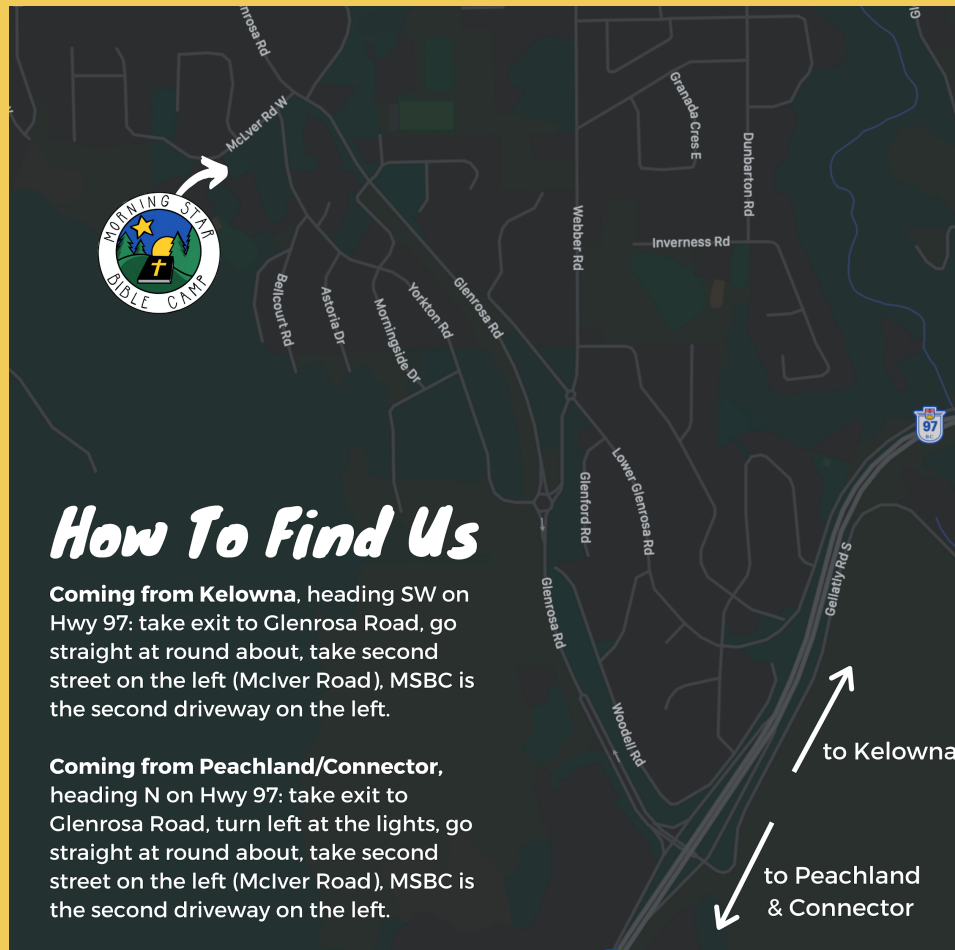 nrosa Rd
McLver Rd W
MORNING STAR
BIBLE CAMP
Granada Cres E
Dunbarton Rd
Webber Rd
Inverness Rd
Bellcourt Rd
Astoria Dr
Morningside Dr
Yorkton Rd
Glenrosa Rd
97
BC
Lower Glenrosa Rd
Glenford Rd
Gellatly Rd S
Glenrosa Rd
Woodell Rd
How To Find Us
Coming from Kelowna, heading SW on
Hwy 97: take exit to Glenrosa Road, go
straight at round about, take second
street on the left (McIver Road), MSBC is
the second driveway on the left.
Coming from Peachland/Connector,
heading N on Hwy 97: take exit to
Glenrosa Road, turn left at the lights, go
straight at round about, take second
street on the left (McIver Road), MSBC is
the second driveway on the left.
to Kelowna
to Peachland
& Connector